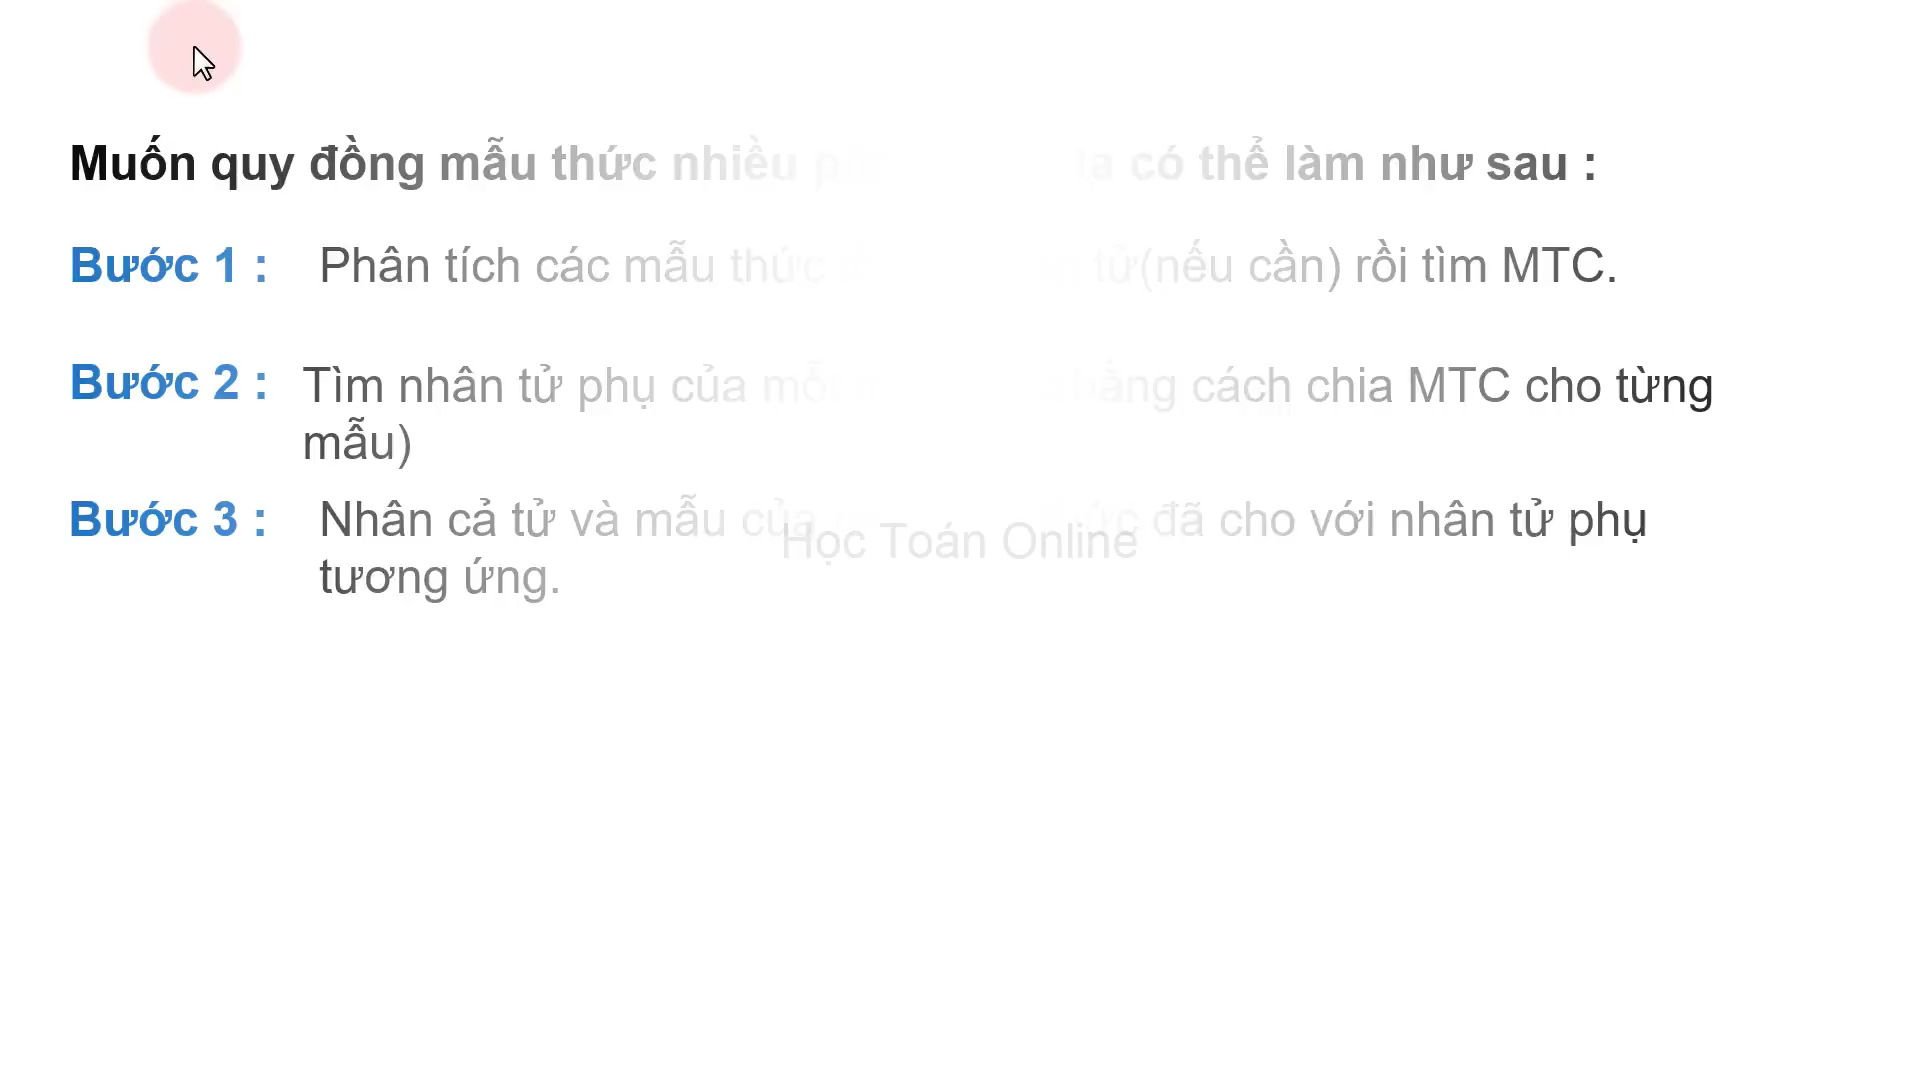 Muốn quy đồng mẫu thức nhiều ta có thể làm như sau :
Bước 1 : Phân tích các mẫu thức tử(nếu cần) rồi tìm MTC.
Bước 2 : Tìm nhân tử phụ của bằng cách chia MTC cho từng
mẫu)
Bước 3 : Nhân cả tử và mẫu của đã cho với nhân tử phụ
Học Toán Online
tương ứng.